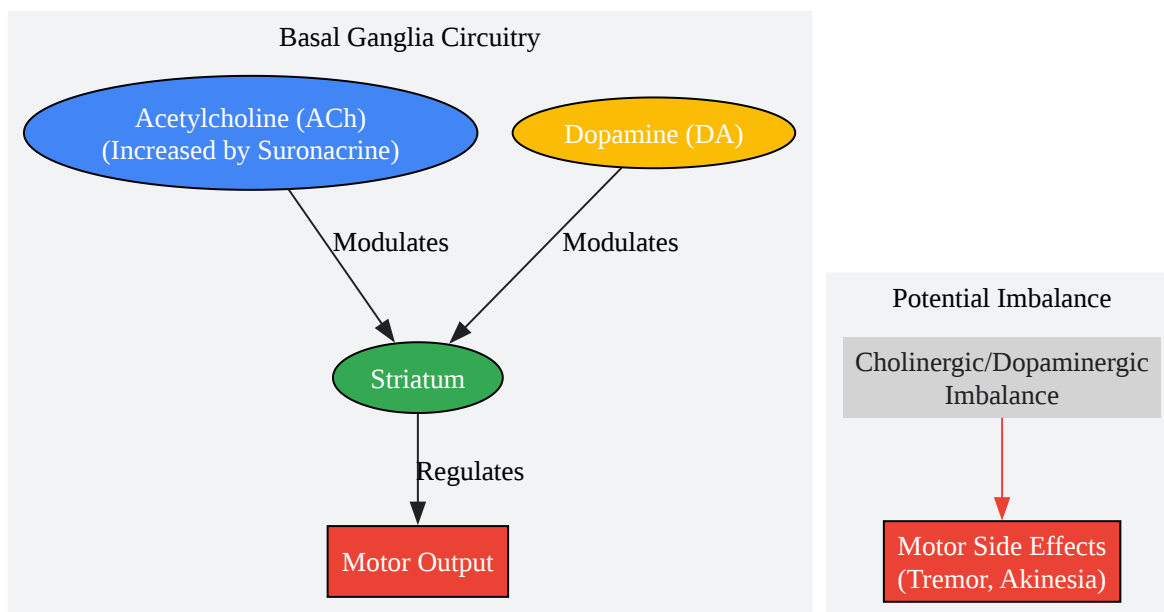 Basal Ganglia Circuitry
Acetylcholine (ACh)
(Increased by Suronacrine)
Dopamine (DA)
Modulates
Modulates
Striatum
Regulates
Motor Output
Potential Imbalance
Cholinergic/Dopaminergic
Imbalance
Motor Side Effects
(Tremor, Akinesia)